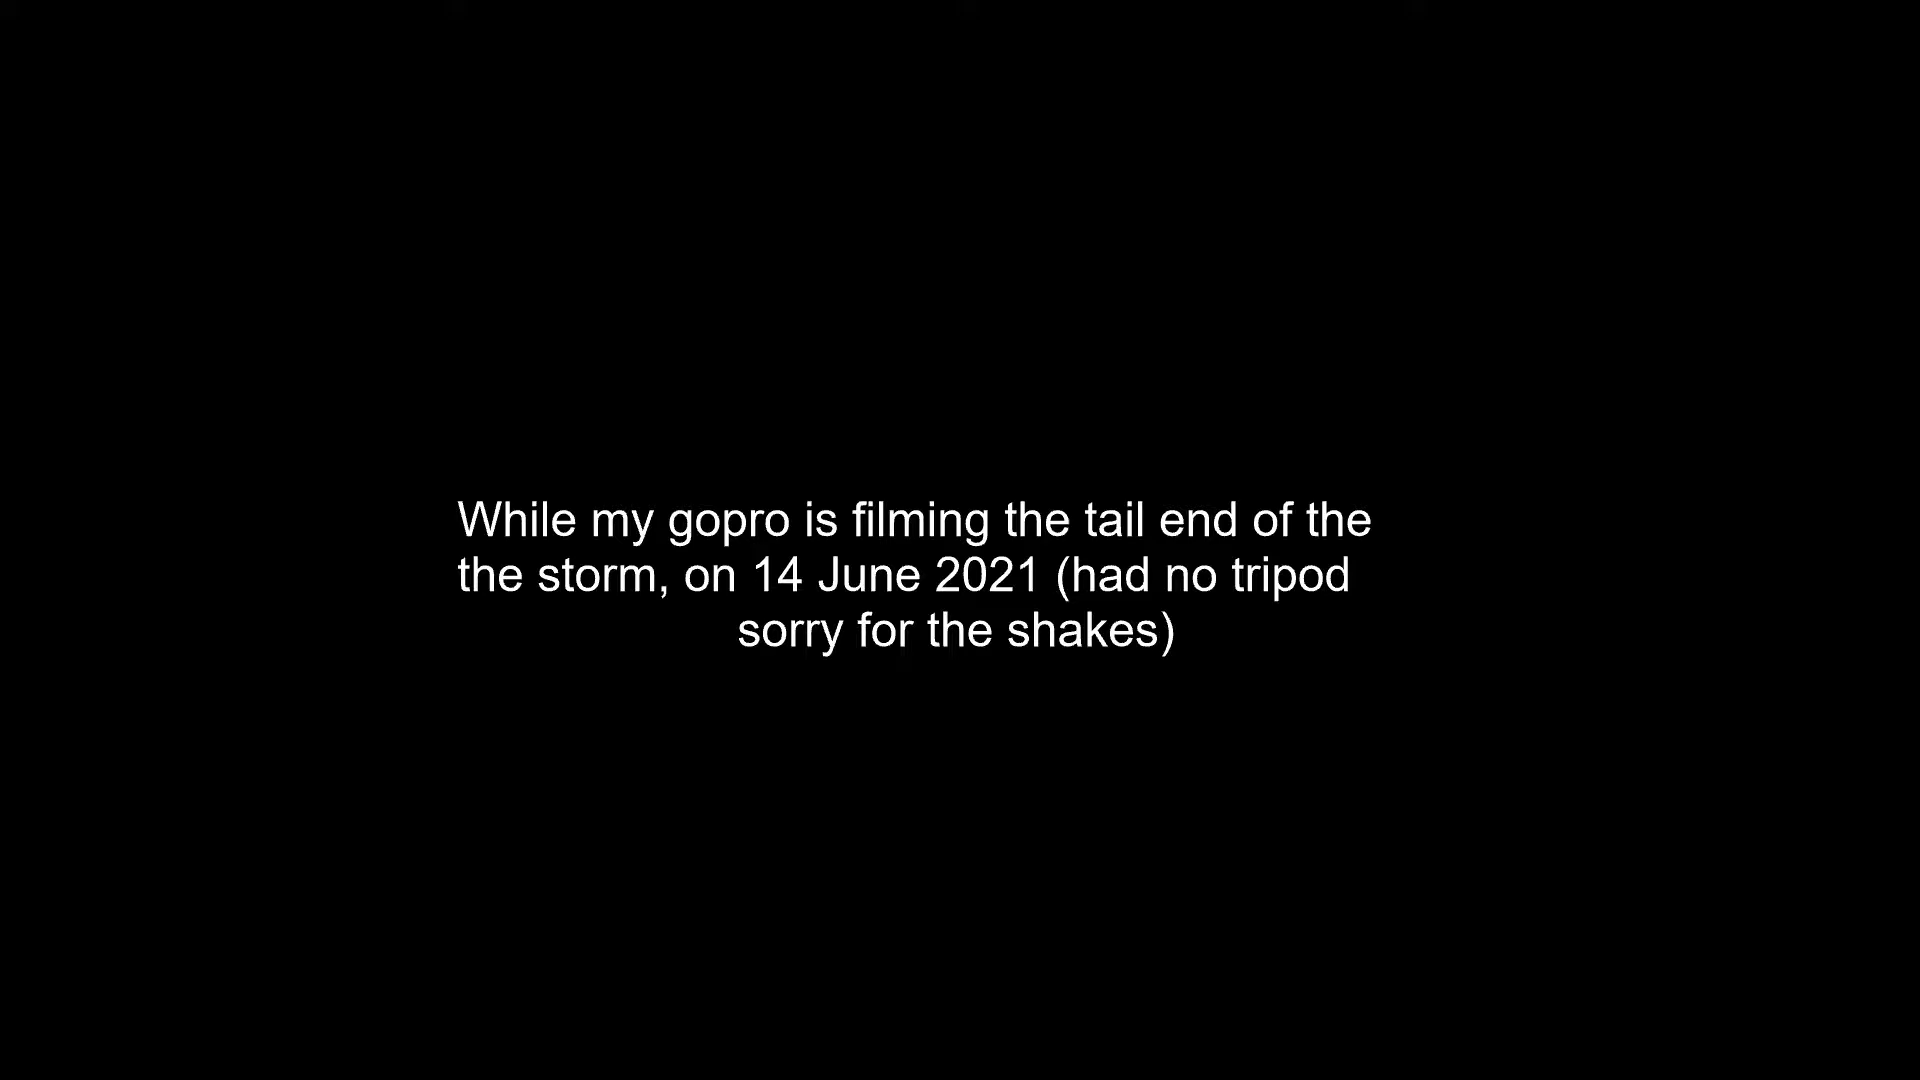 While my gopro is filming the tail end of the
the storm, on 14 June 2021 (had no tripod
sorry for the shakes)